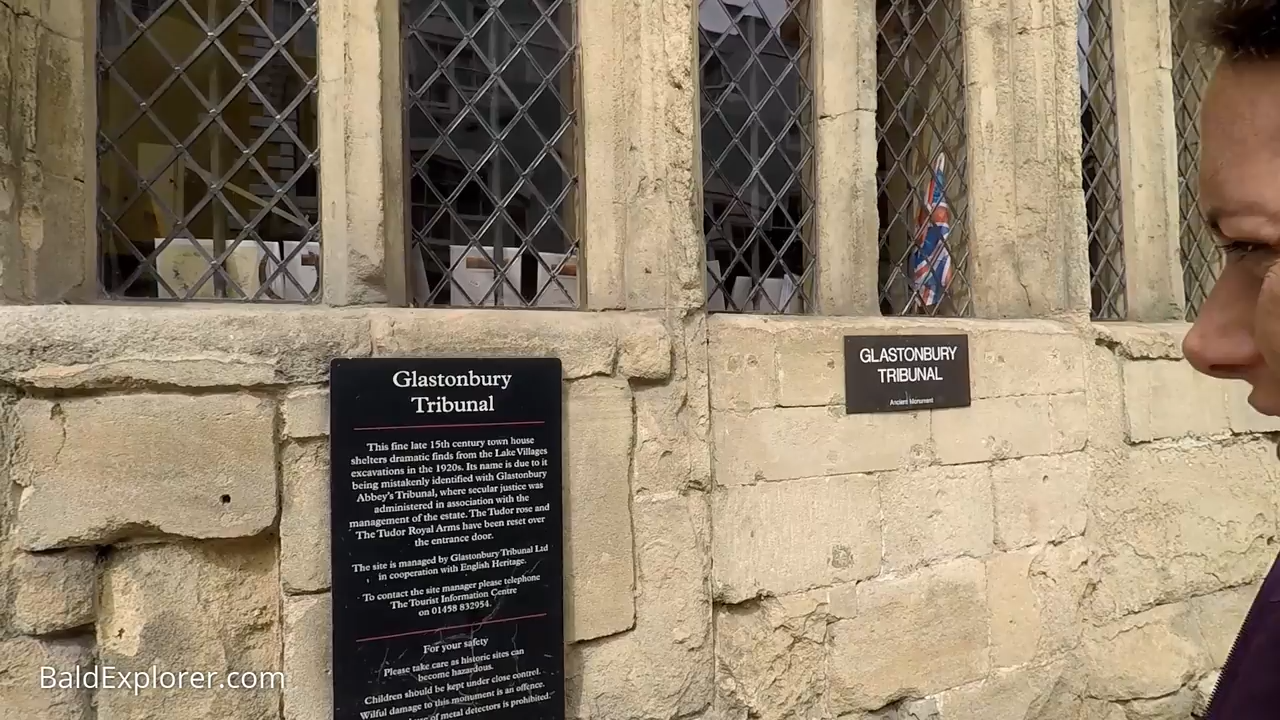 Glastonbury
Tribunal
This fine late 15th century town house
shelters dramatic finds from the Lake Villages
excavations in the 1920s. Its name is due to it
being mistakenly identified with Glastonbury
Abbey's Tribunal, where secular justice was
administered in association with the
management of the estate. The Tudor rose and
The Tudor Royal Arms have been reset over
the entrance door.
The site is managed by Glastonbury Tribunal Ltd
in cooperation with English Heritage.
To contact the site manager please telephone
The Tourist Information Centre
on 01458 832954.
For your safety
Please take care as historic sites can
become hazardous.
Children should be kept under close control.
Wilful damage to this monument is an offence.
of metal detectors is prohibited.
GLASTONBURY
TRIBUNAL
Ancient Monument
BaldExplorer.com